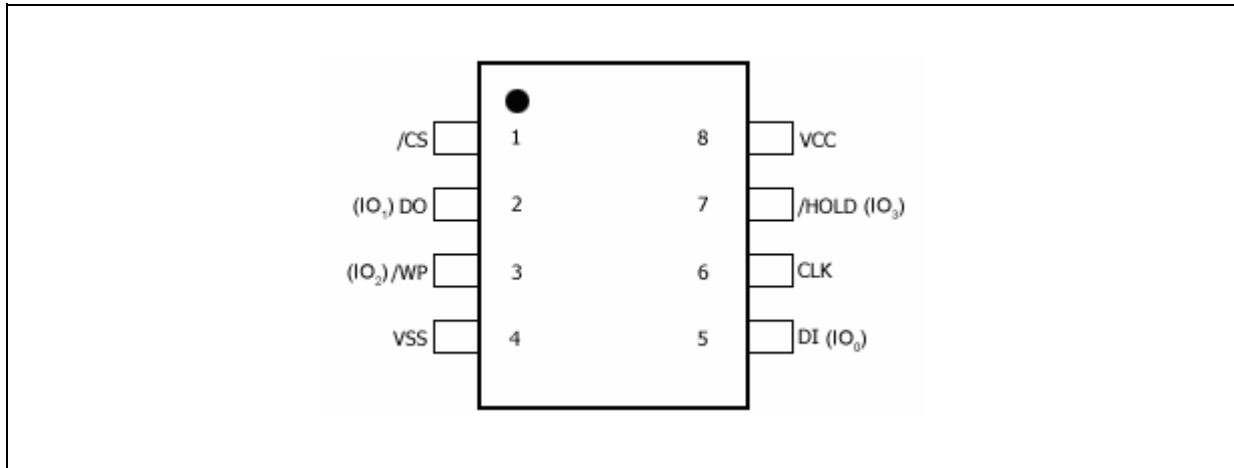 /CS 1 8 VCC
(IO₁) DO 2 7 /HOLD (IO₃)
(IO₂) /WP 3 6 CLK
VSS 4 5 DI (IO₀)